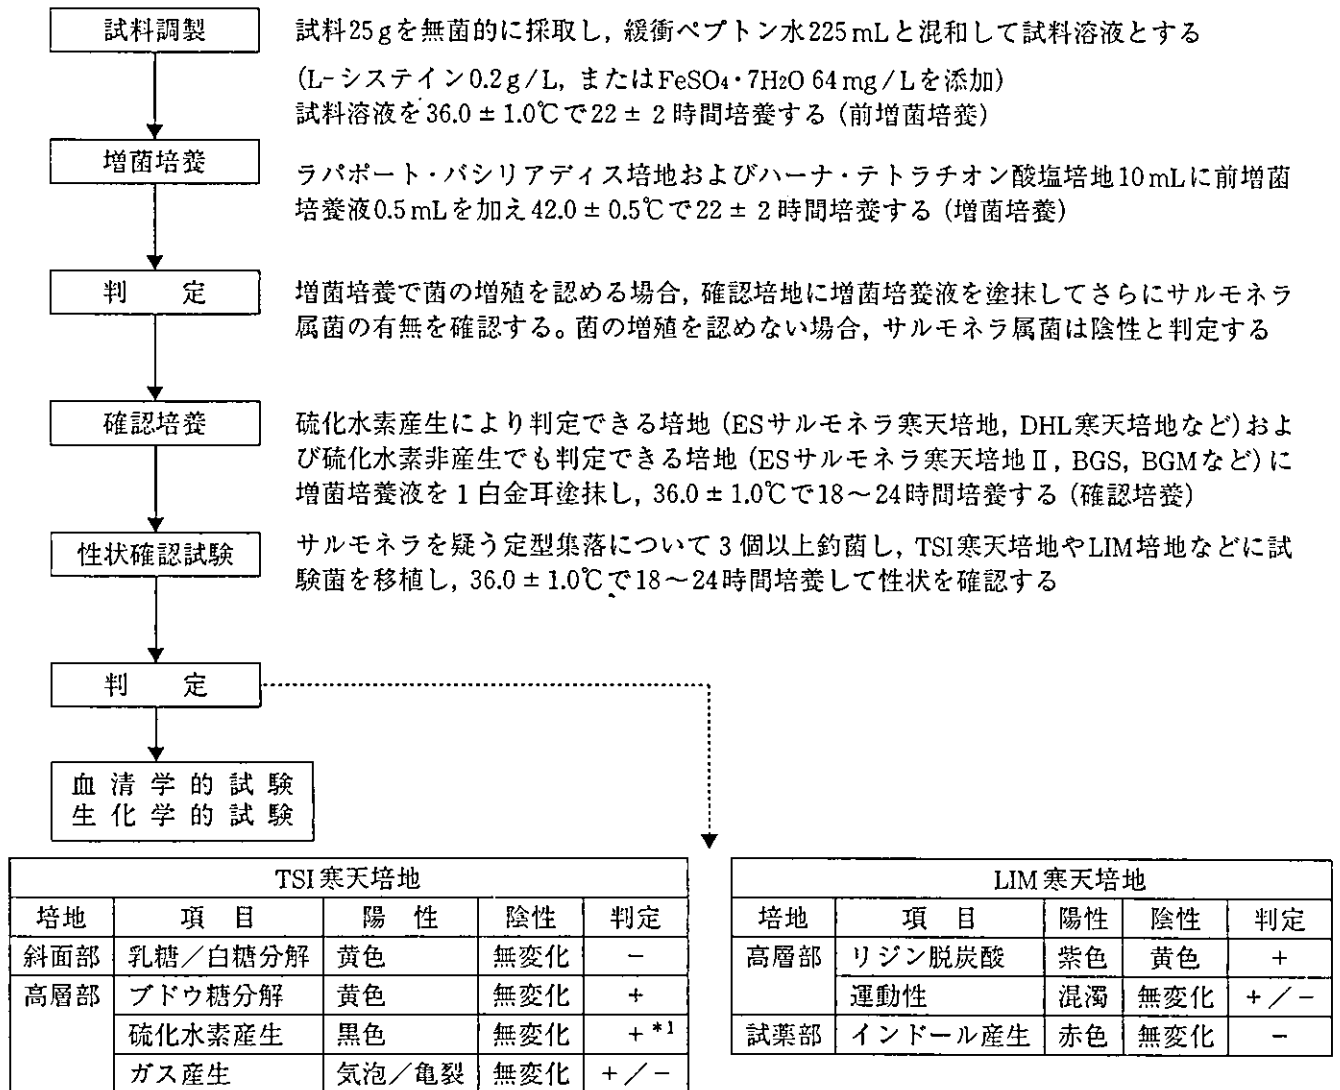 試料調製
試料25gを無菌的に採取し，緩衝ペプトン水225mLと混和して試料溶液とする
(L-システイン0.2g/L，またはFeSO4・7H2O 64mg/Lを添加)
試料溶液を36.0±1.0℃で22±2時間培養する（前増菌培養）
増菌培養
ラパポート・バシリアディス培地およびハーナ・テトラチオン酸塩培地10mLに前増菌
培養液0.5mLを加え42.0±0.5℃で22±2時間培養する（増菌培養）
判 定
増菌培養で菌の増殖を認める場合，確認培地に増菌培養液を塗抹してさらにサルモネラ
属菌の有無を確認する。菌の増殖を認めない場合，サルモネラ属菌は陰性と判定する
確認培養
硫化水素産生により判定できる培地（ESサルモネラ寒天培地，DHL寒天培地など）およ
び硫化水素非産生でも判定できる培地（ESサルモネラ寒天培地Ⅱ，BGS，BGMなど）に
増菌培養液を1白金耳塗抹し，36.0±1.0℃で18～24時間培養する（確認培養）
性状確認試験
サルモネラを疑う定型集落について3個以上釣菌し，TSI寒天培地やLIM培地などに試
験菌を移植し，36.0±1.0℃で18～24時間培養して性状を確認する
判 定
血清学的試験
生化学的試験
TSI寒天培地
培地 項目 陽性 陰性 判定
斜面部 乳糖／白糖分解 黄色 無変化 −
高層部 ブドウ糖分解 黄色 無変化 +
硫化水素産生 黒色 無変化 +*1
ガス産生 気泡／亀裂 無変化 +／−
LIM寒天培地
培地 項目 陽性 陰性 判定
高層部 リジン脱炭酸 紫色 黄色 +
運動性 混濁 無変化 +／−
試薬部 インドール産生 赤色 無変化 −